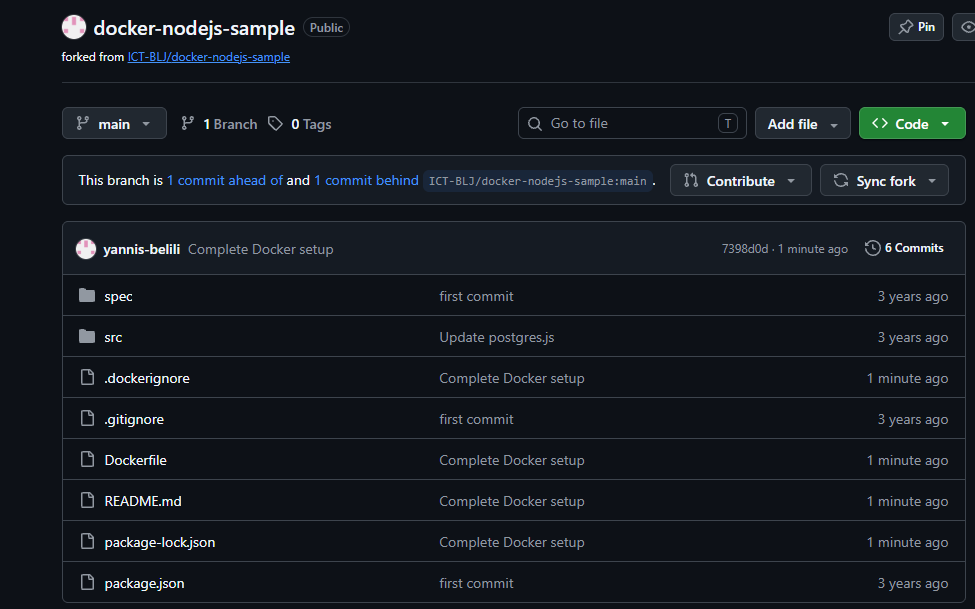 docker-nodejs-sample Public Pin
forked from ICT-BLJ/docker-nodejs-sample
main 1 Branch 0 Tags Go to file T Add file Code
This branch is 1 commit ahead of and 1 commit behind ICT-BLJ/docker-nodejs-sample:main . Contribute Sync fork
yannis-belili Complete Docker setup 7398d0d · 1 minute ago 6 Commits
spec first commit 3 years ago
src Update postgres.js 3 years ago
.dockerignore Complete Docker setup 1 minute ago
.gitignore first commit 3 years ago
Dockerfile Complete Docker setup 1 minute ago
README.md Complete Docker setup 1 minute ago
package-lock.json Complete Docker setup 1 minute ago
package.json first commit 3 years ago